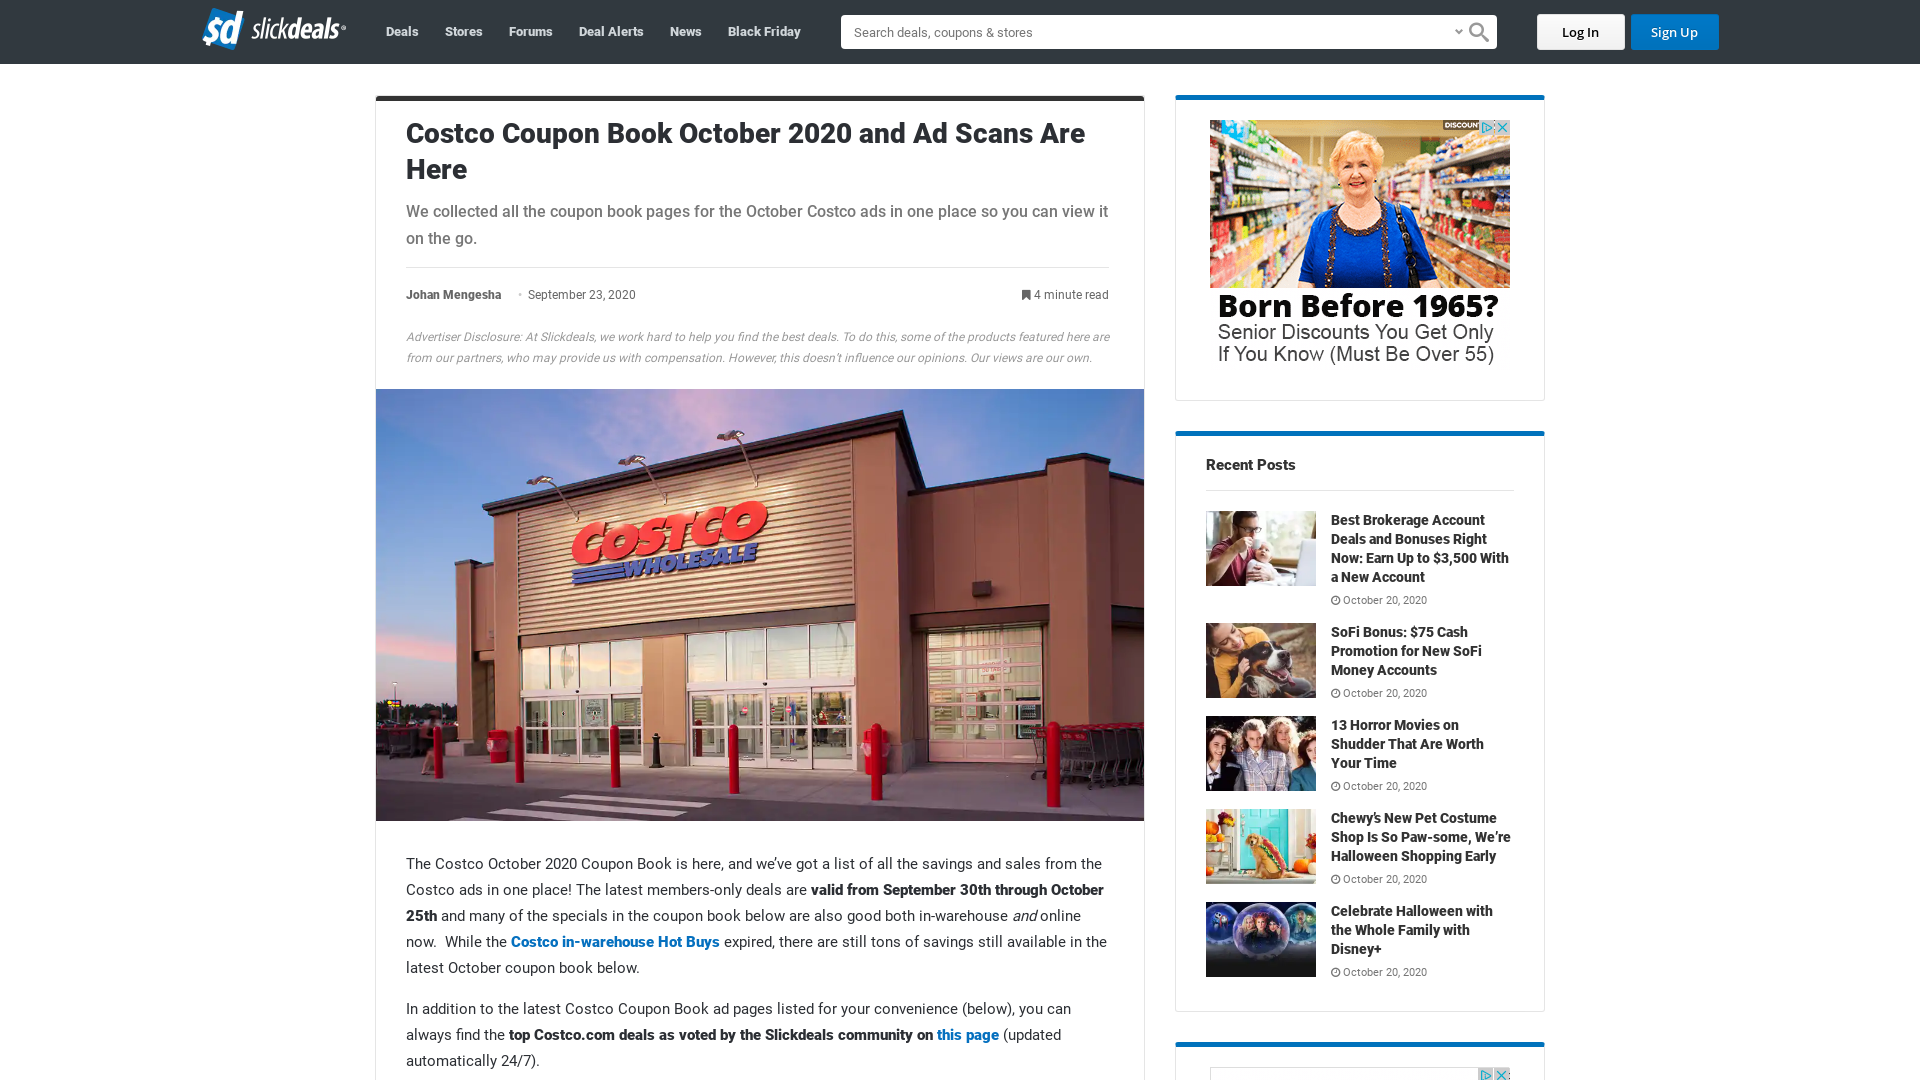 slickdeals
Deals
Stores
Forums
Deal Alerts
News
Black Friday
Search deals, coupons & stores
Log In
Sign Up
Costco Coupon Book October 2020 and Ad Scans Are
Here
We collected all the coupon book pages for the October Costco ads in one place so you can view it
on the go.
Johan Mengesha
September 23, 2020
4 minute read
Advertiser Disclosure: At Slickdeals, we work hard to help you find the best deals. To do this, some of the products featured here are
from our partners, who may provide us with compensation. However, this doesn't influence our opinions. Our views are our own.
COSTCO
WHOLESALE
The Costco October 2020 Coupon Book is here, and we’ve got a list of all the savings and sales from the
Costco ads in one place! The latest members-only deals are valid from September 30th through October
25th and many of the specials in the coupon book below are also good both in-warehouse and online
now.  While the Costco in-warehouse Hot Buys expired, there are still tons of savings still available in the
latest October coupon book below.
In addition to the latest Costco Coupon Book ad pages listed for your convenience (below), you can
always find the top Costco.com deals as voted by the Slickdeals community on this page (updated
automatically 24/7).
DISCOUNT
Born Before 1965?
Senior Discounts You Get Only
If You Know (Must Be Over 55)
Recent Posts
Best Brokerage Account
Deals and Bonuses Right
Now: Earn Up to $3,500 With
a New Account
October 20, 2020
SoFi Bonus: $75 Cash
Promotion for New SoFi
Money Accounts
October 20, 2020
13 Horror Movies on
Shudder That Are Worth
Your Time
October 20, 2020
Chewy’s New Pet Costume
Shop Is So Paw-some, We’re
Halloween Shopping Early
October 20, 2020
Celebrate Halloween with
the Whole Family with
Disney+
October 20, 2020